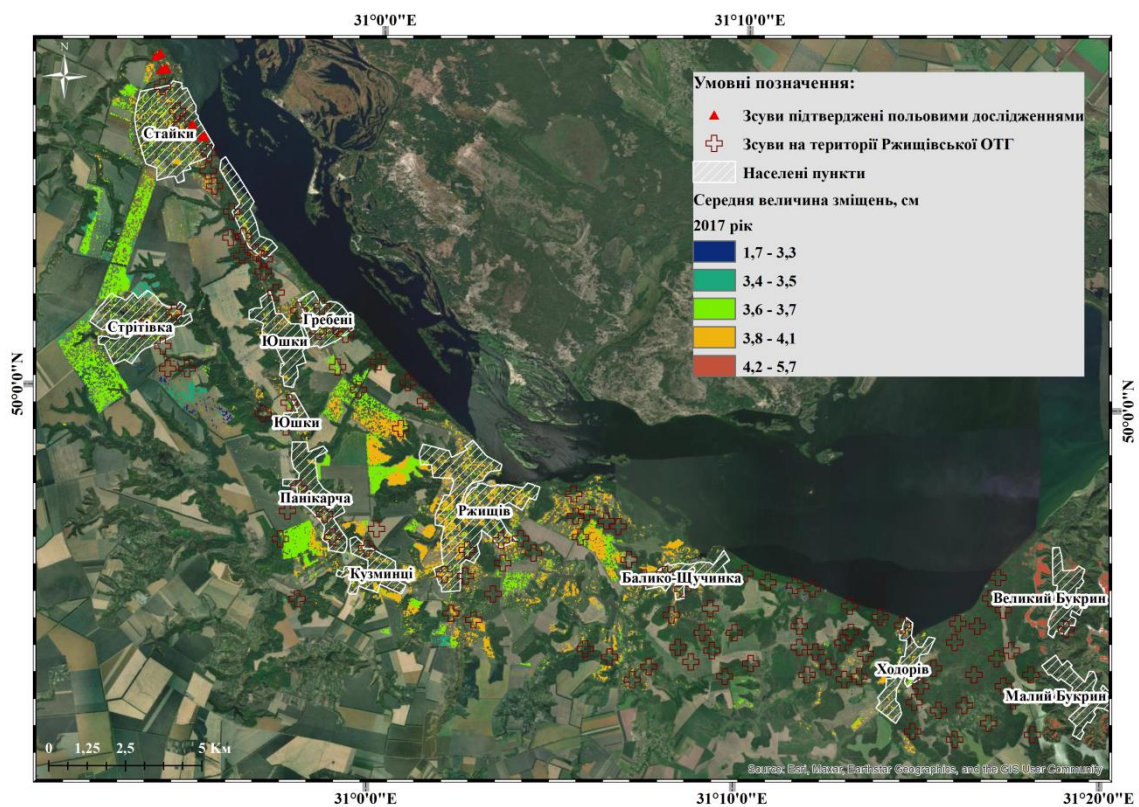 31°0'0"E
31°10'0"E
N
Умовні позначення:
Зсуви підтверджені польовими дослідженнями
Зсуви на території Ржищівської ОТГ
Населені пункти
Середня величина зміщень, см
2017 рік
1,7 - 3,3
3,4 - 3,5
3,6 - 3,7
3,8 - 4,1
4,2 - 5,7
Стайки
Стрітівка
Гребені
Юшки
50°0'0"N
50°0'0"N
Юшки
Панікарча
Ржищів
Кузминці
Балико-Щучинка
Великий Букрин
Ходорів
Малий Букрин
0 1,25 2,5 5 Км
Source: Esri, Maxar, Earthstar Geographics, and the GIS User Community
31°0'0"E
31°10'0"E
31°20'0"E